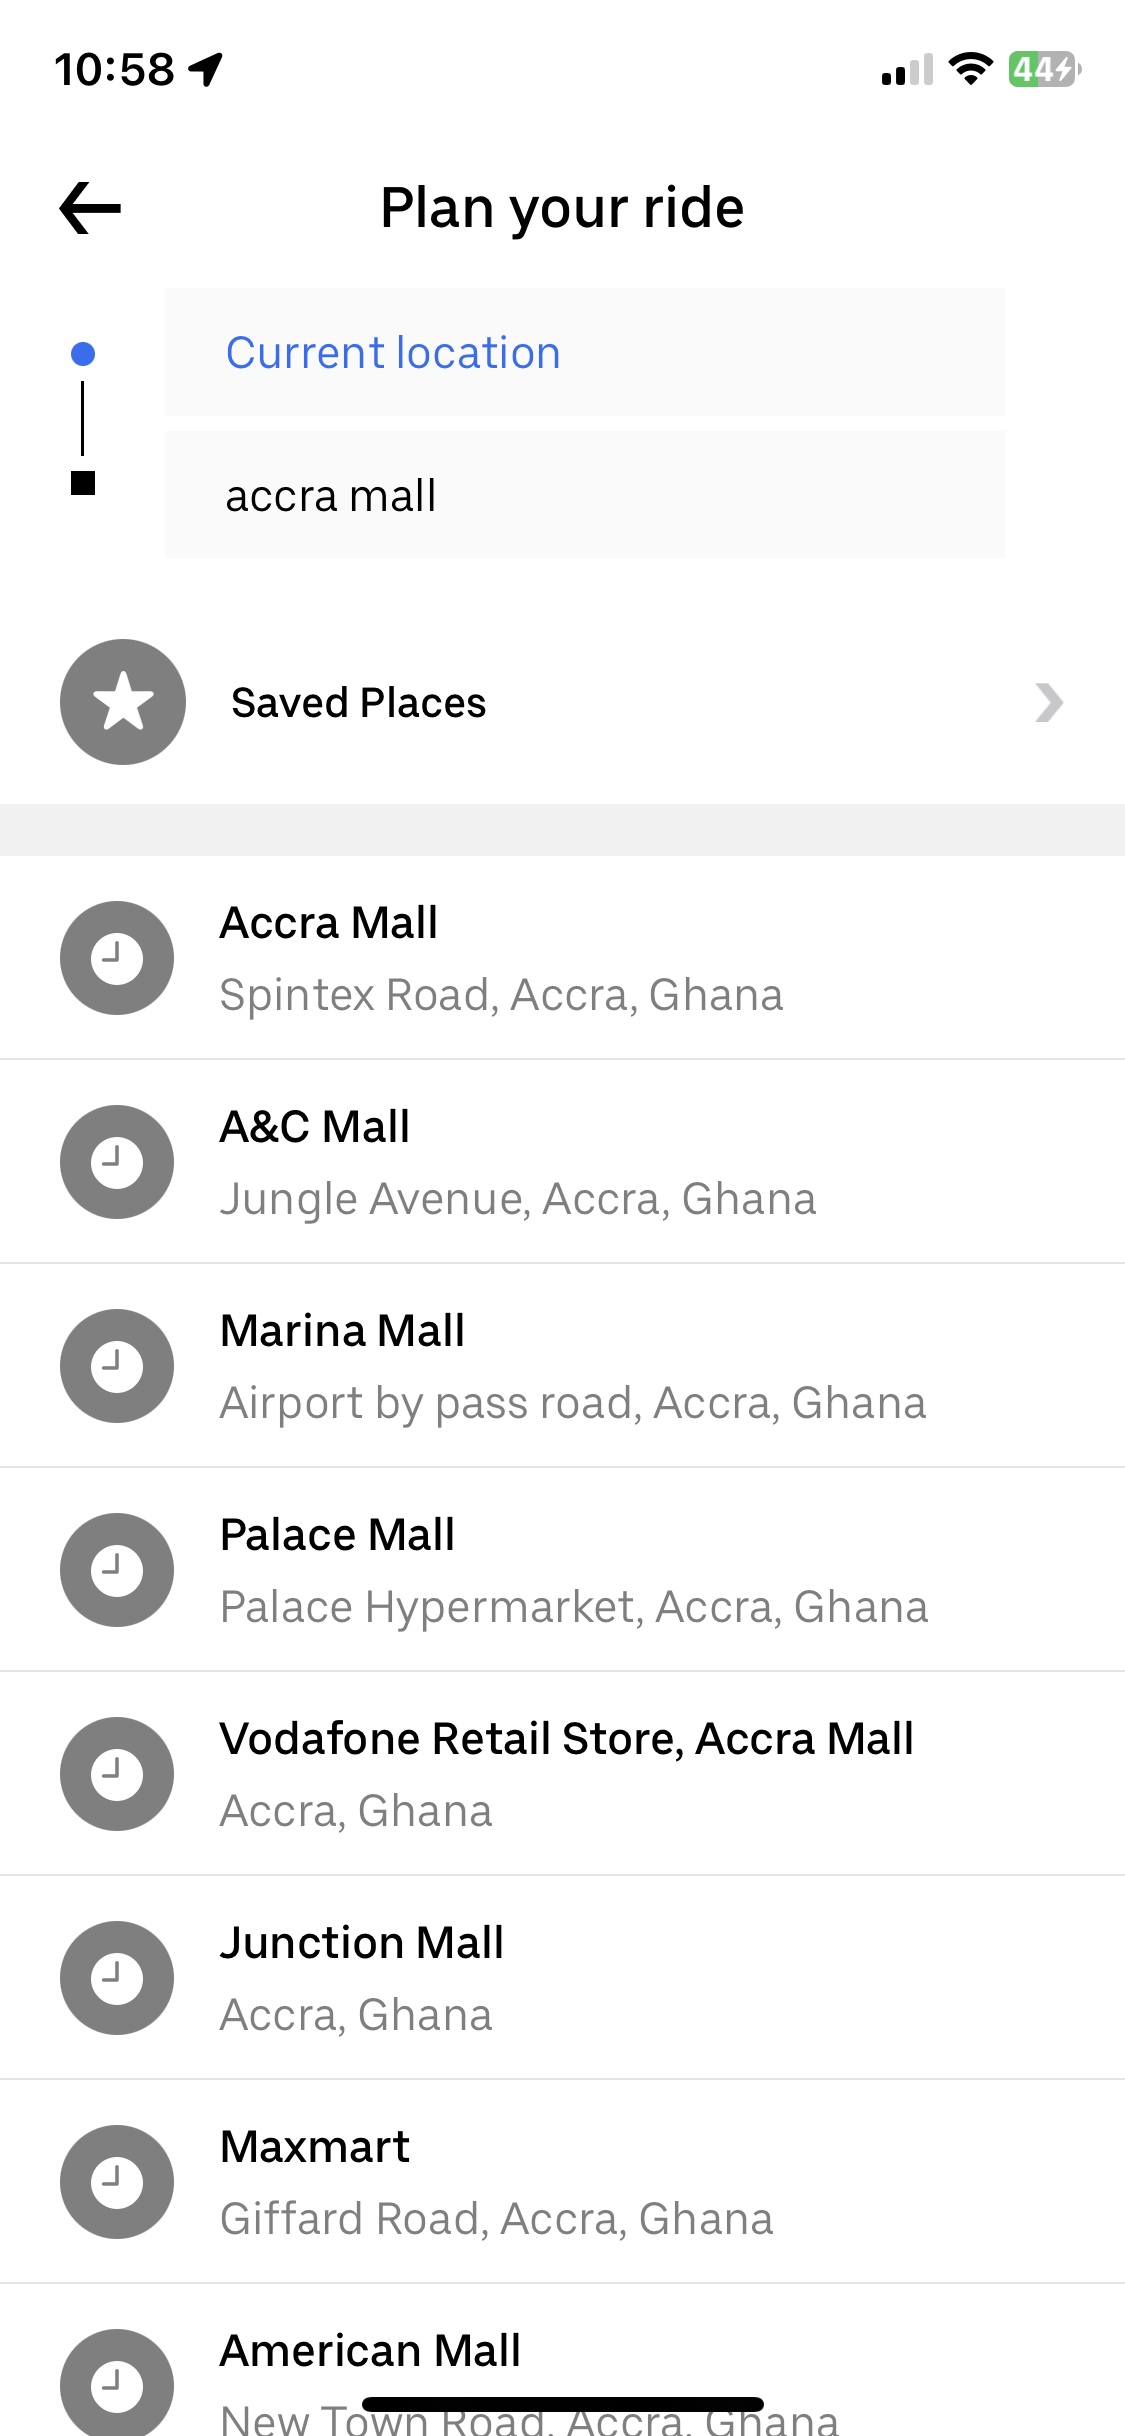 10:58
44
Plan your ride
Current location
accra mall
Saved Places
Accra Mall
Spintex Road, Accra, Ghana
A&C Mall
Jungle Avenue, Accra, Ghana
Marina Mall
Airport by pass road, Accra, Ghana
Palace Mall
Palace Hypermarket, Accra, Ghana
Vodafone Retail Store, Accra Mall
Accra, Ghana
Junction Mall
Accra, Ghana
Maxmart
Giffard Road, Accra, Ghana
American Mall
New Town Road, Accra, Ghana